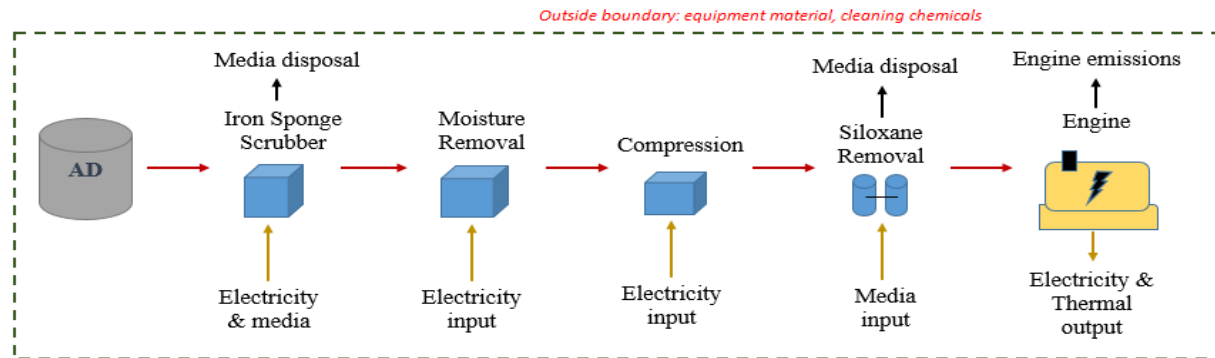 Outside boundary: equipment material, cleaning chemicals
Media disposal
Media disposal
Engine emissions
Iron Sponge
Scrubber
Moisture
Removal
Compression
Siloxane
Removal
Engine
AD
Electricity
& media
Electricity
input
Electricity
input
Media
input
Electricity &
Thermal
output